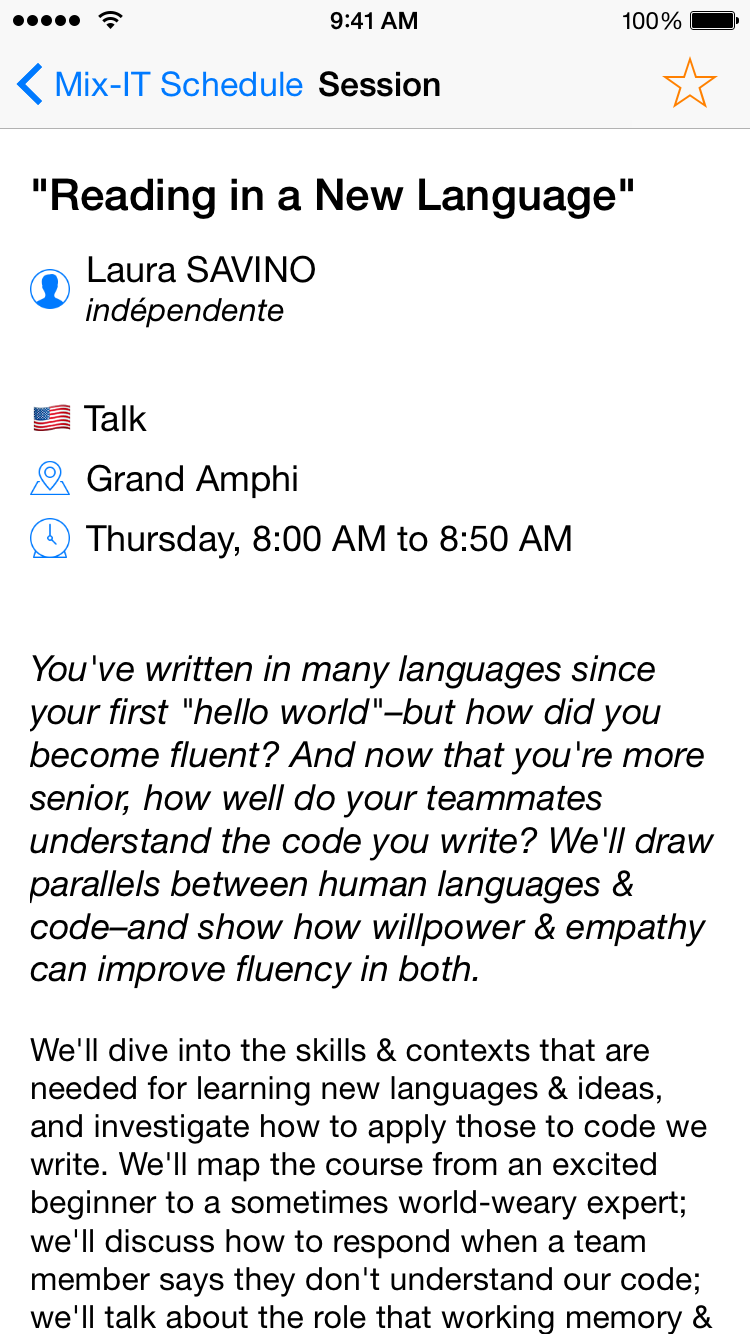 9:41 AM 100%
Mix-IT Schedule Session
"Reading in a New Language"
Laura SAVINO
indépendente
Talk
Grand Amphi
Thursday, 8:00 AM to 8:50 AM
You've written in many languages since
your first "hello world"–but how did you
become fluent? And now that you're more
senior, how well do your teammates
understand the code you write? We'll draw
parallels between human languages &
code–and show how willpower & empathy
can improve fluency in both.
We'll dive into the skills & contexts that are
needed for learning new languages & ideas,
and investigate how to apply those to code we
write. We'll map the course from an excited
beginner to a sometimes world-weary expert;
we'll discuss how to respond when a team
member says they don't understand our code;
we'll talk about the role that working memory &